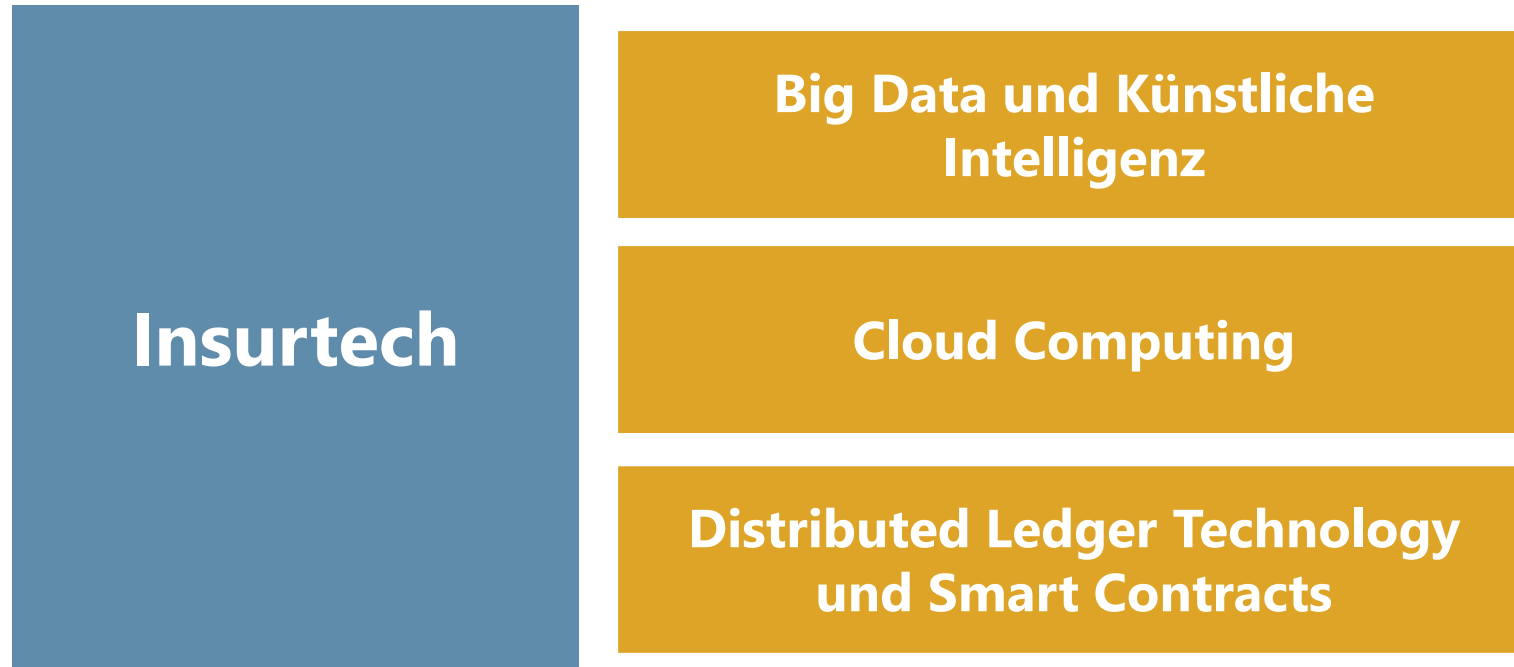 Insurtech
Big Data und Künstliche
Intelligenz
Cloud Computing
Distributed Ledger Technology
und Smart Contracts